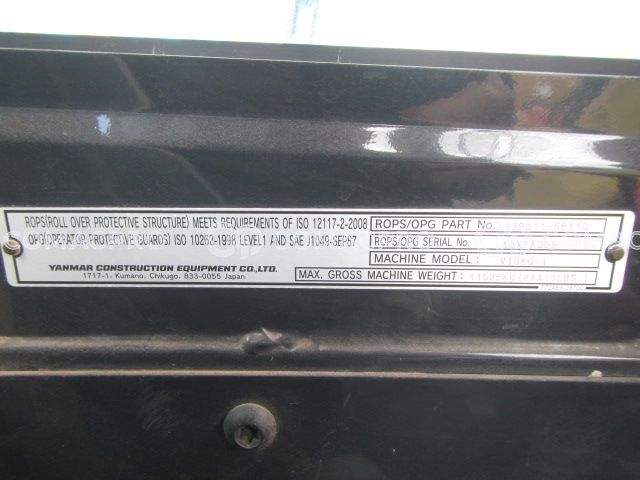 ROPS(ROLL OVER PROTECTIVE STRUCTURE) MEETS REQUIREMENTS OF ISO 12117-2-2008
OPG(OPERATOR PROTECTIVE GUARDS) ISO 10262-1998 LEVEL1 AND SAE J1049-SEP87
YANMAR CONSTRUCTION EQUIPMENT CO.,LTD.
1717-1, Kumano, Chikugo, 833-0055 Japan
ROPS/OPG PART No. :
ROPS/OPG SERIAL No. :
MACHINE MODEL :
MAX. GROSS MACHINE WEIGHT :